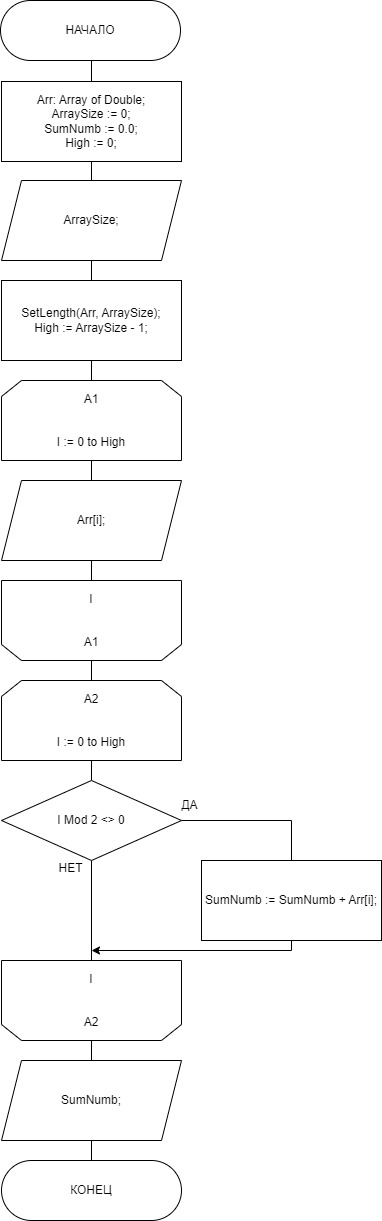 НАЧАЛО
Arr: Array of Double;
ArraySize := 0;
SumNumb := 0.0;
High := 0;
ArraySize;
SetLength(Arr, ArraySize);
High := ArraySize - 1;
A1
I := 0 to High
Arr[i];
I
A1
A2
I := 0 to High
I Mod 2 <> 0
ДА
НЕТ
SumNumb := SumNumb + Arr[i];
I
A2
SumNumb;
КОНЕЦ